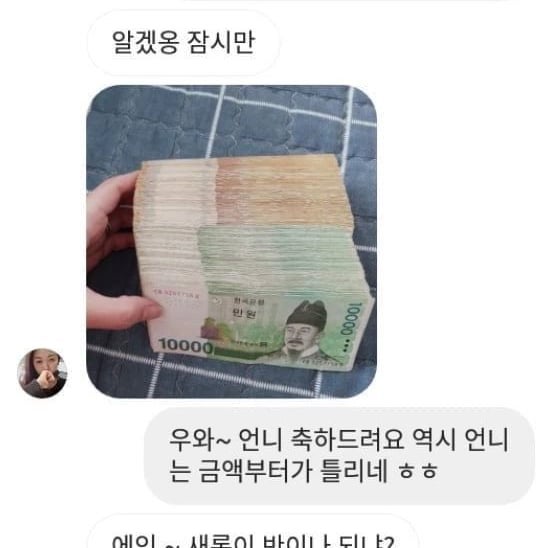 알겠옹 잠시만
한국은행
만 원
10000
10000
우와~ 언니 축하드려요 역시 언니
는 금액부터가 틀리네 ㅎㅎ